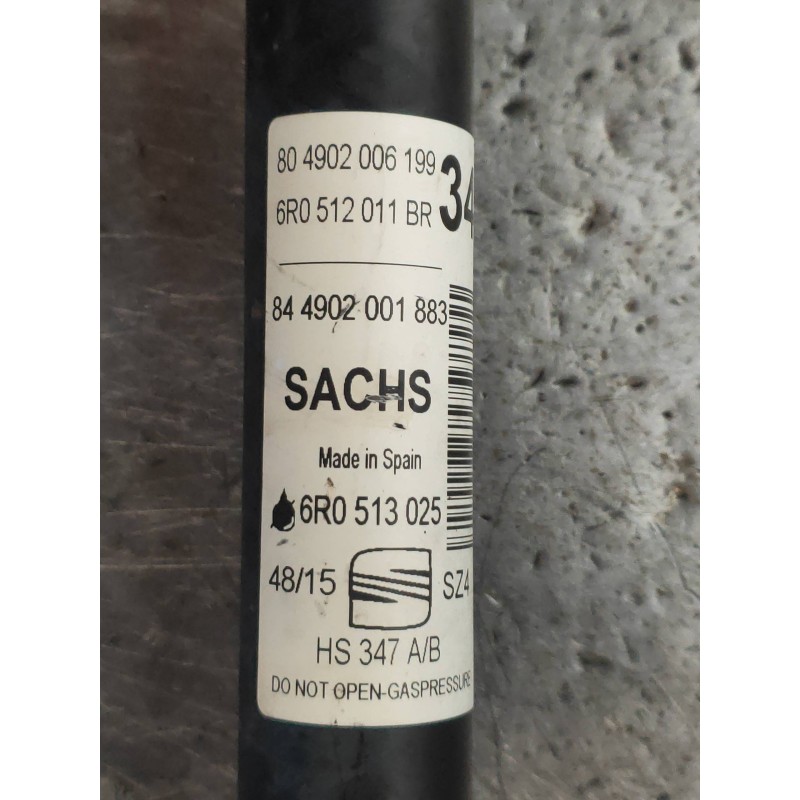 80 4902 006 199
6R0 512 011 BR
34
84 4902 001 883
SACHS
Made in Spain
6R0 513 025
48/15
SZ4
HS 347 A/B
DO NOT OPEN-GASPRESSURE